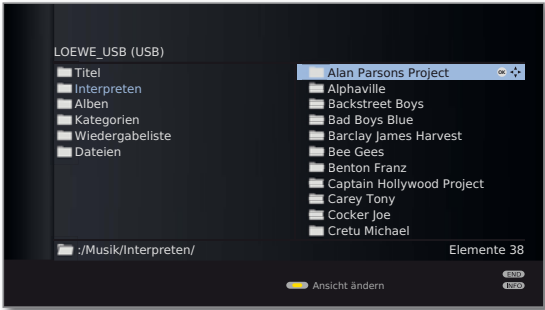 LOEWE_USB (USB)
Titel
Interpreten
Alben
Kategorien
Wiedergabeliste
Dateien
Alan Parsons Project OK
Alphaville
Backstreet Boys
Bad Boys Blue
Barclay James Harvest
Bee Gees
Benton Franz
Captain Hollywood Project
Carey Tony
Cocker Joe
Cretu Michael
:/Musik/Interpreten/
Elemente 38
END
Ansicht ändern
INFO